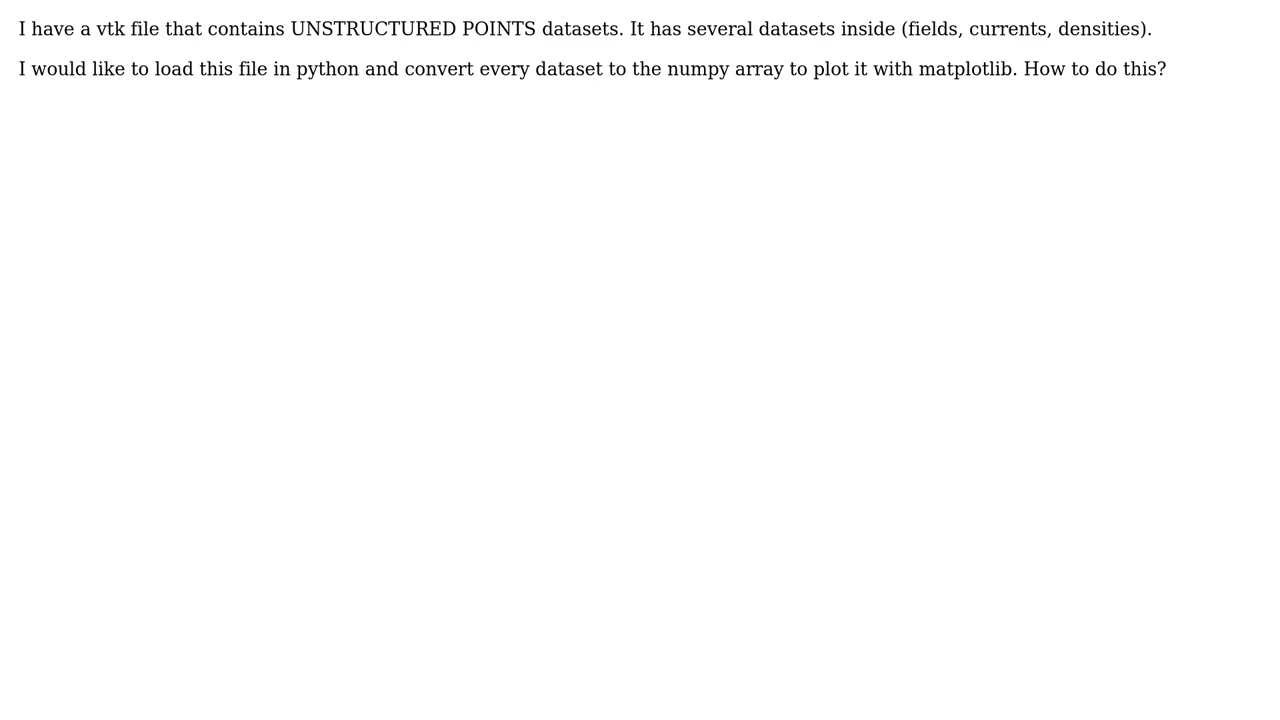 I have a vtk file that contains UNSTRUCTURED POINTS datasets. It has several datasets inside (fields, currents, densities).
I would like to load this file in python and convert every dataset to the numpy array to plot it with matplotlib. How to do this?